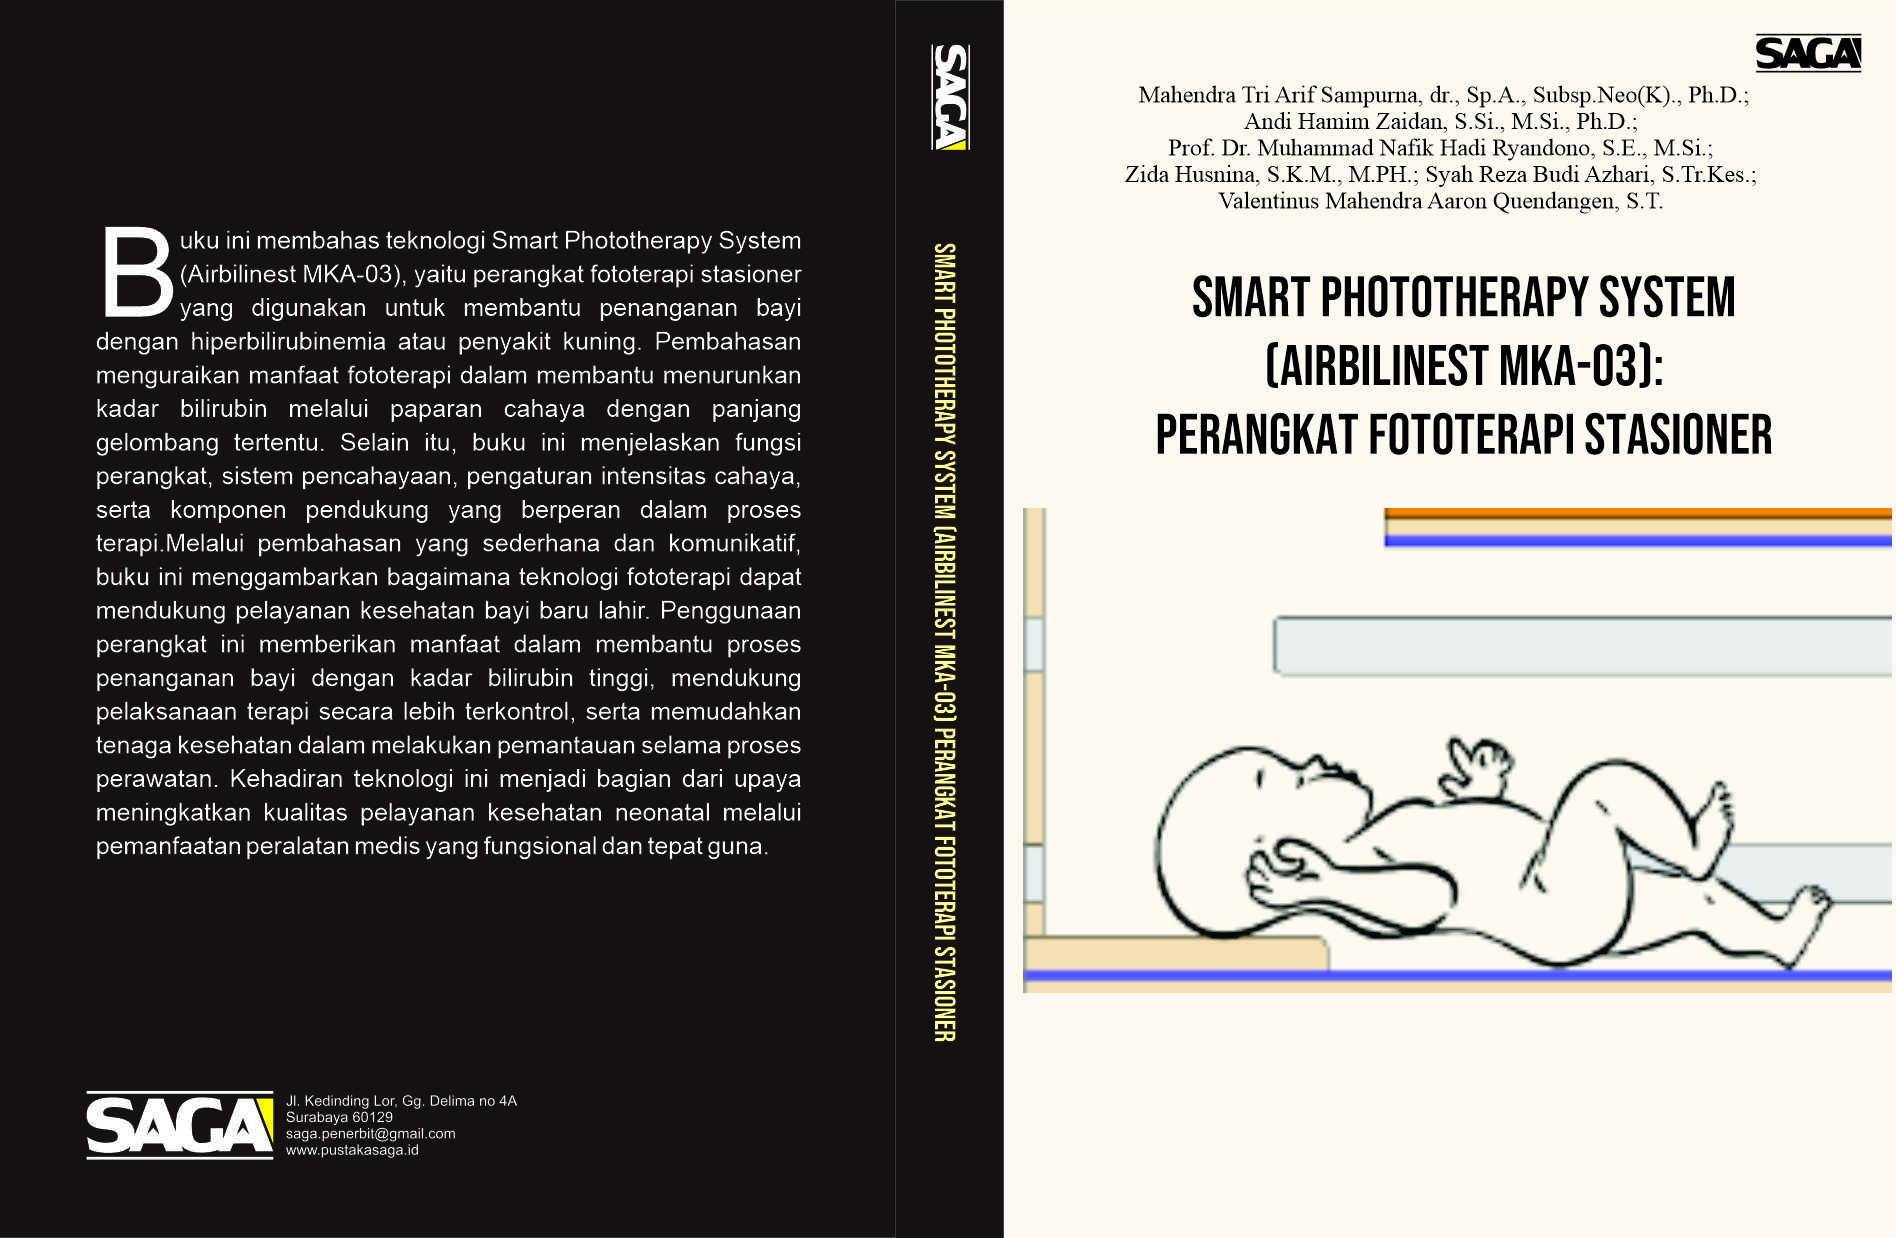 Buku ini membahas teknologi Smart Phototherapy System
(Airbilinest MKA-03), yaitu perangkat fototerapi stasioner
yang digunakan untuk membantu penanganan bayi
dengan hiperbilirubinemia atau penyakit kuning. Pembahasan
menguraikan manfaat fototerapi dalam membantu menurunkan
kadar bilirubin melalui paparan cahaya dengan panjang
gelombang tertentu. Selain itu, buku ini menjelaskan fungsi
perangkat, sistem pencahayaan, pengaturan intensitas cahaya,
serta komponen pendukung yang berperan dalam proses
terapi.Melalui pembahasan yang sederhana dan komunikatif,
buku ini menggambarkan bagaimana teknologi fototerapi dapat
mendukung pelayanan kesehatan bayi baru lahir. Penggunaan
perangkat ini memberikan manfaat dalam membantu proses
penanganan bayi dengan kadar bilirubin tinggi, mendukung
pelaksanaan terapi secara lebih terkontrol, serta memudahkan
tenaga kesehatan dalam melakukan pemantauan selama proses
perawatan. Kehadiran teknologi ini menjadi bagian dari upaya
meningkatkan kualitas pelayanan kesehatan neonatal melalui
pemanfaatan peralatan medis yang fungsional dan tepat guna.
SAGA
Jl. Kedinding Lor, Gg. Delima no 4A
Surabaya 60129
saga.penerbit@gmail.com
www.pustakasaga.id
SAGA
SMART PHOTOTHERAPY SYSTEM (AIRBILINEST MKA-03) PERANGKAT FOTOTERAPI STASIONER
SAGA
Mahendra Tri Arif Sampurna, dr., Sp.A., Subsp.Neo(K)., Ph.D.;
Andi Hamim Zaidan, S.Si., M.Si., Ph.D.;
Prof. Dr. Muhammad Nafik Hadi Ryandono, S.E., M.Si.;
Zida Husnina, S.K.M., M.PH.; Syah Reza Budi Azhari, S.Tr.Kes.;
Valentinus Mahendra Aaron Quendangen, S.T.
SMART PHOTOTHERAPY SYSTEM
(AIRBILINEST MKA-03):
PERANGKAT FOTOTERAPI STASIONER